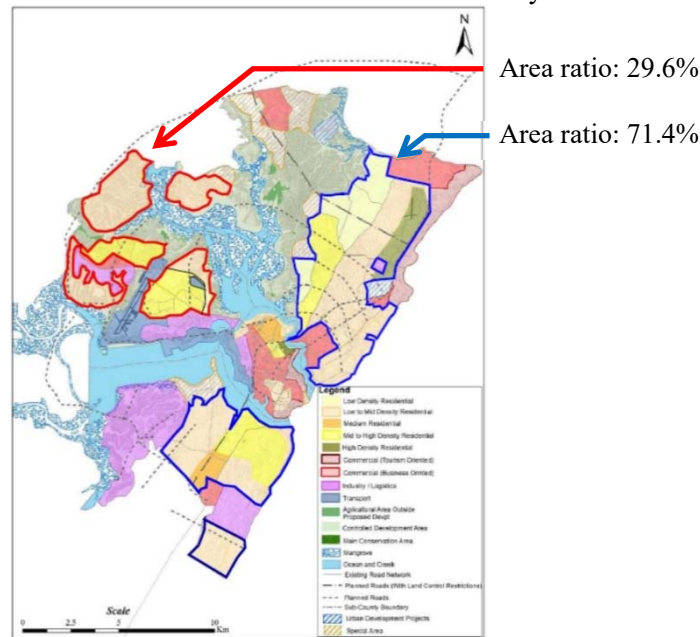 N
Area ratio: 29.6%
Area ratio: 71.4%
Legend
Low Density Residential
Low to Mid Density Residential
Medium Residential
Mid to High Density Residential
High Density Residential
Commercial (Tourism Oriented)
Commercial (Business Oriented)
Industry / Logistics
Transport
Agricultural Area Outside
Proposed Devpt
Controlled Development Area
Main Conservation Area
Mangrove
Ocean and Creek
Existing Road Network
Planned Roads (With Land Control Restrictions)
Planned Roads
Sub-County Boundary
Urban Development Projects
Special Area
Scale
0 2.5 5 10
Km